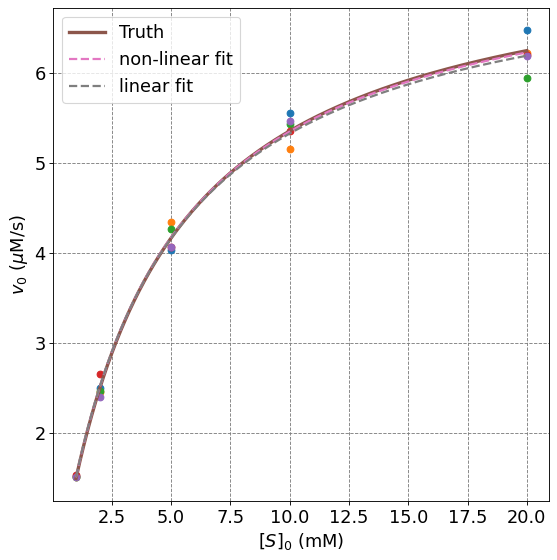 Truth
non-linear fit
linear fit
6
5
4
3
2
v₀ (μM/s)
2.5 5.0 7.5 10.0 12.5 15.0 17.5 20.0
[S]₀ (mM)